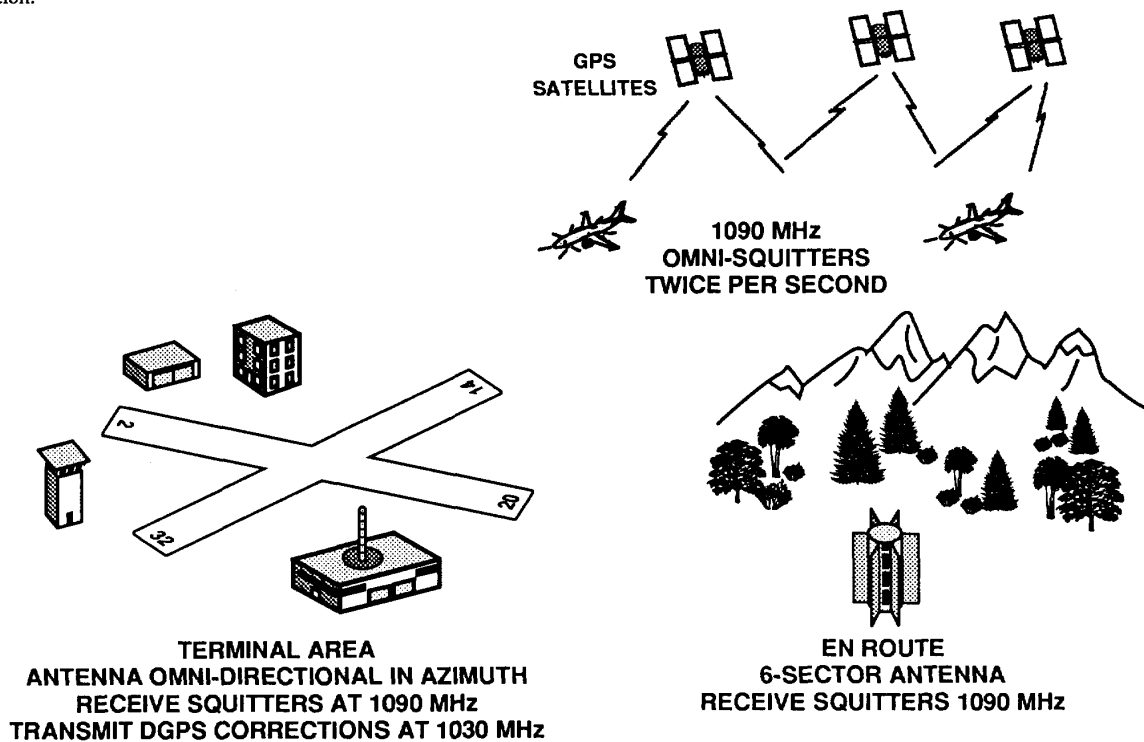 tion.
GPS
SATELLITES
1090 MHz
OMNI-SQUITTERS
TWICE PER SECOND
14
2
20
32
TERMINAL AREA
ANTENNA OMNI-DIRECTIONAL IN AZIMUTH
RECEIVE SQUITTERS AT 1090 MHz
TRANSMIT DGPS CORRECTIONS AT 1030 MHz
EN ROUTE
6-SECTOR ANTENNA
RECEIVE SQUITTERS 1090 MHz